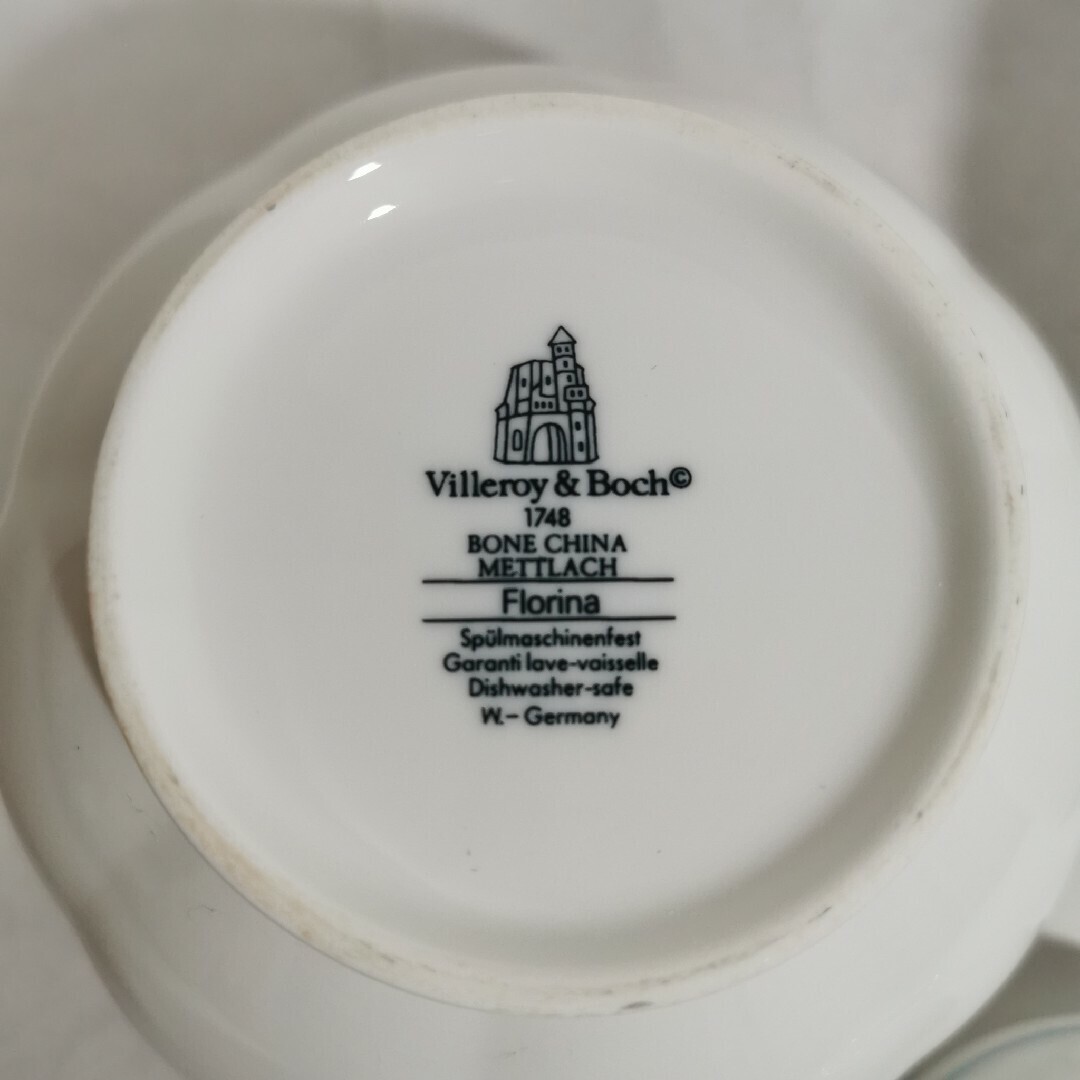 Villeroy & Boch©
1748
BONE CHINA
METTLACH
Florina
Spülmaschinenfest
Garanti lave-vaisselle
Dishwasher-safe
W.- Germany